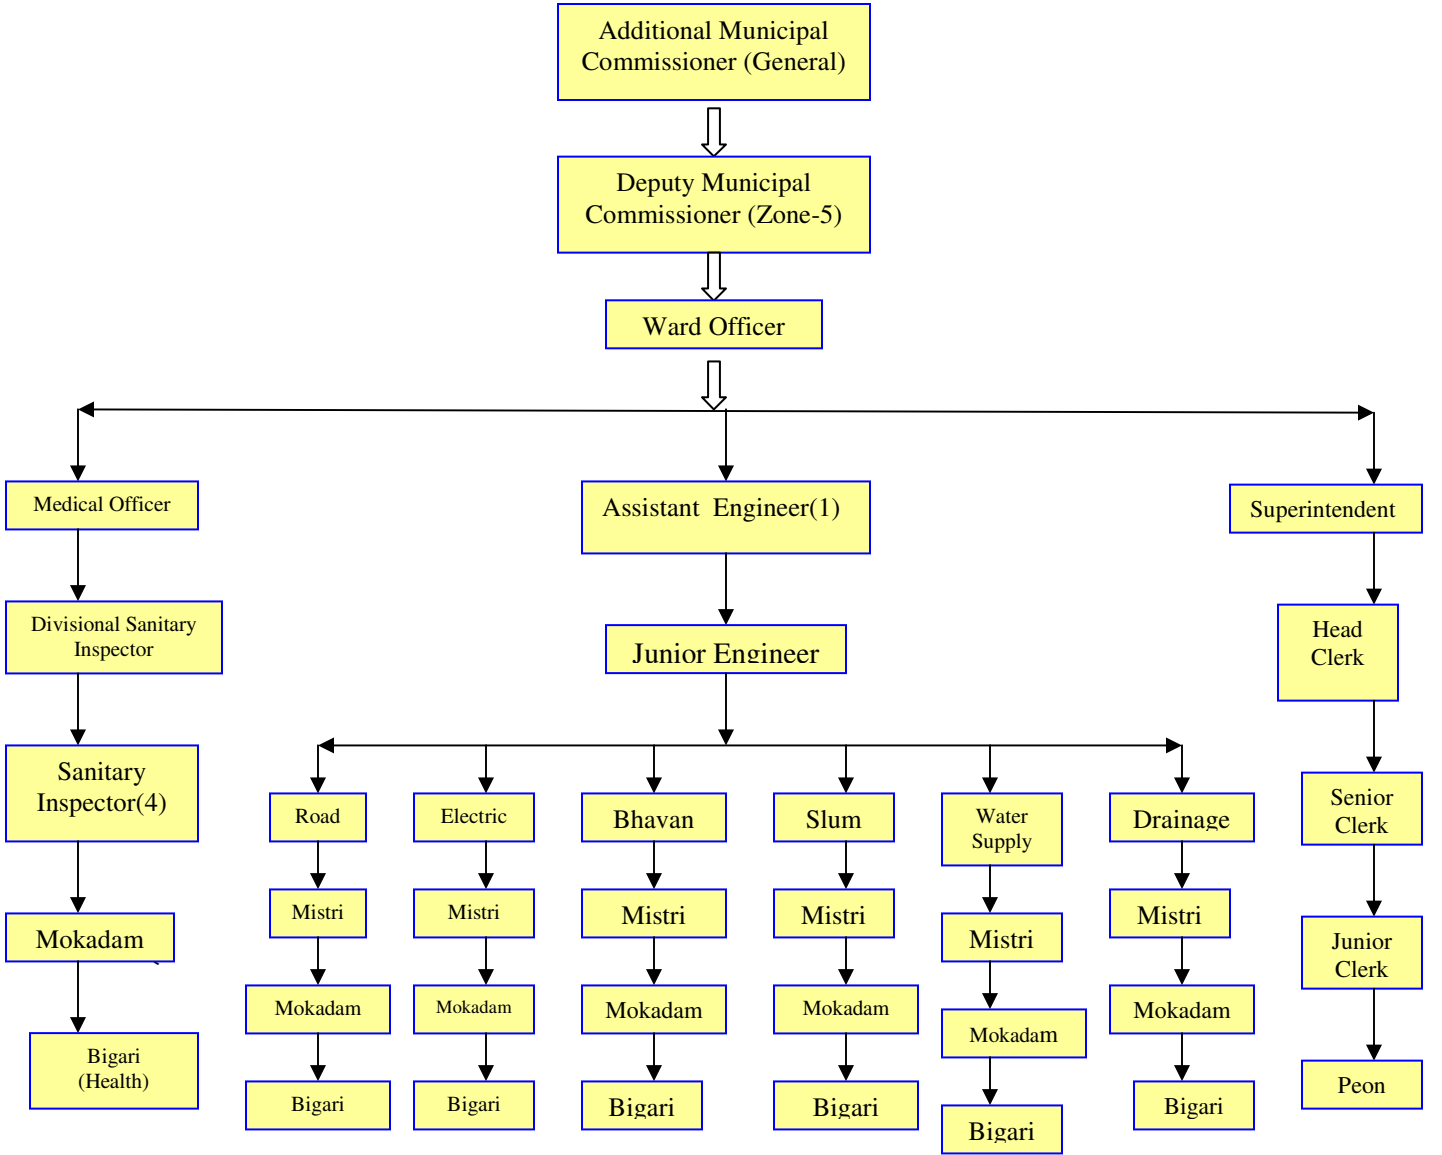 Additional Municipal
Commissioner (General)
Deputy Municipal
Commissioner (Zone-5)
Ward Officer
Medical Officer
Assistant  Engineer(1)
Superintendent
Divisional Sanitary
Inspector
Junior Engineer
Head
Clerk
Sanitary
Inspector(4)
Road
Electric
Bhavan
Slum
Water
Supply
Drainage
Senior
Clerk
Mistri
Mistri
Mistri
Mistri
Mistri
Mistri
Mokadam
Junior
Clerk
Mokadam
Mokadam
Mokadam
Mokadam
Mokadam
Mokadam
Bigari
(Health)
Bigari
Bigari
Bigari
Bigari
Bigari
Bigari
Peon